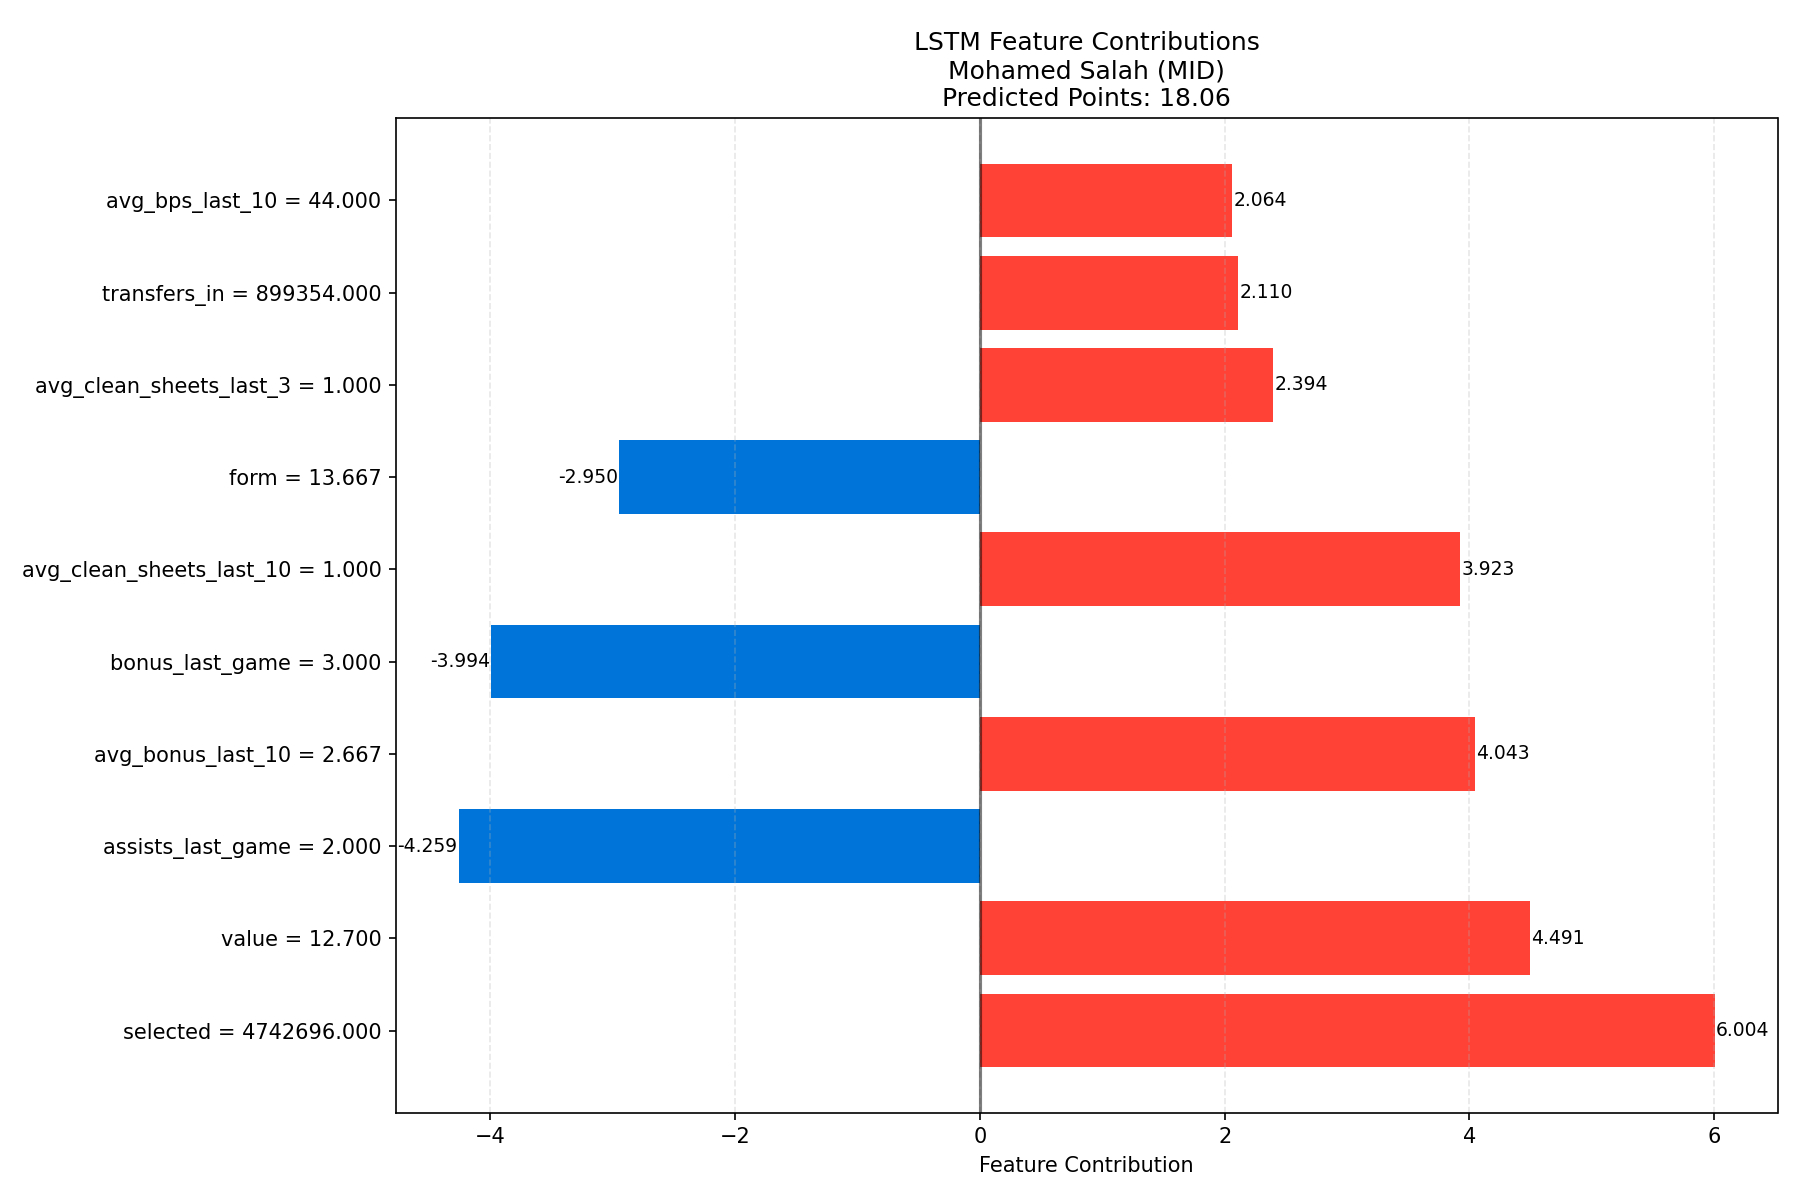 LSTM Feature Contributions
Mohamed Salah (MID)
Predicted Points: 18.06
avg_bps_last_10 = 44.000
2.064
transfers_in = 899354.000
2.110
avg_clean_sheets_last_3 = 1.000
2.394
form = 13.667
-2.950
avg_clean_sheets_last_10 = 1.000
3.923
bonus_last_game = 3.000
-3.994
avg_bonus_last_10 = 2.667
4.043
assists_last_game = 2.000
-4.259
value = 12.700
4.491
selected = 4742696.000
6.004
−4 −2 0 2 4 6
Feature Contribution